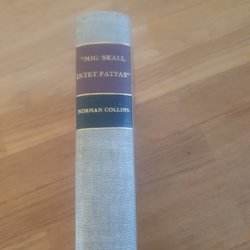 "MIG SKALL
INTET FATTAS"
NORMAN COLLINS